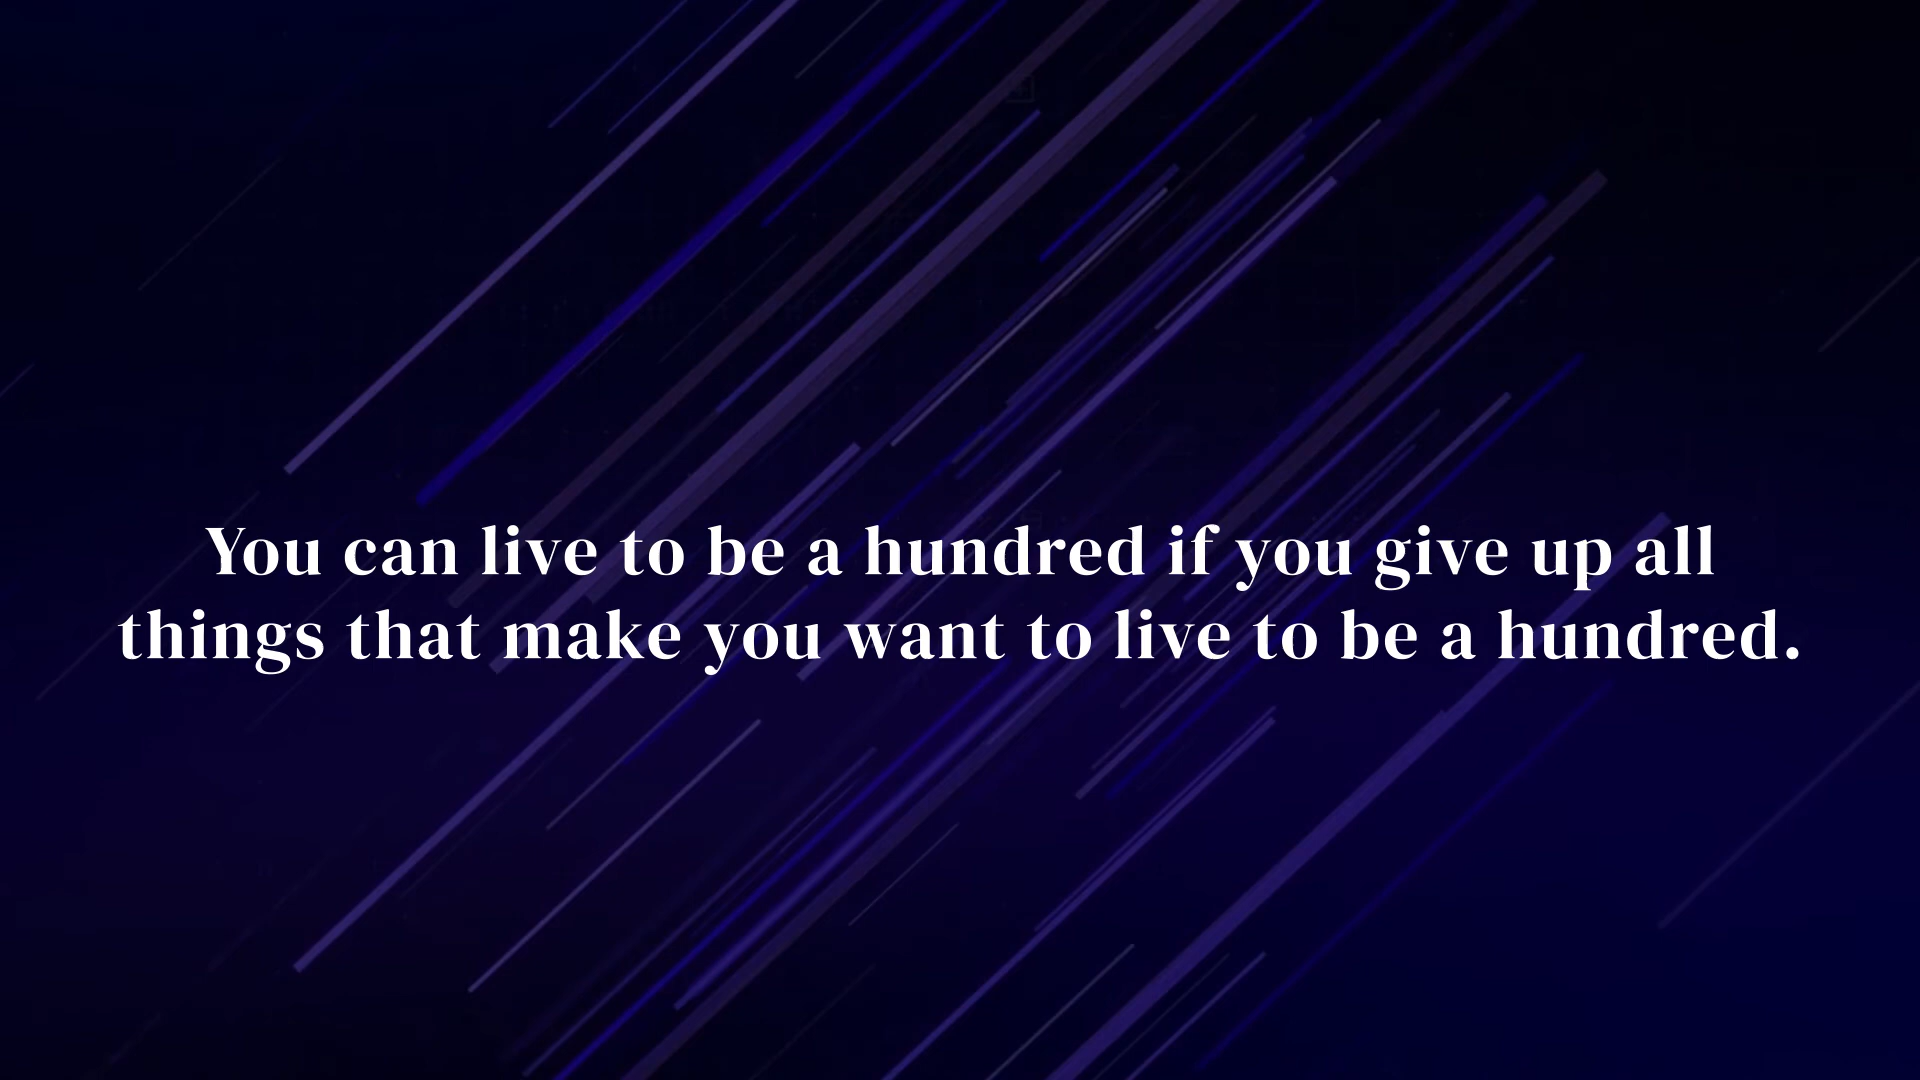 You can live to be a hundred if you give up all
things that make you want to live to be a hundred.